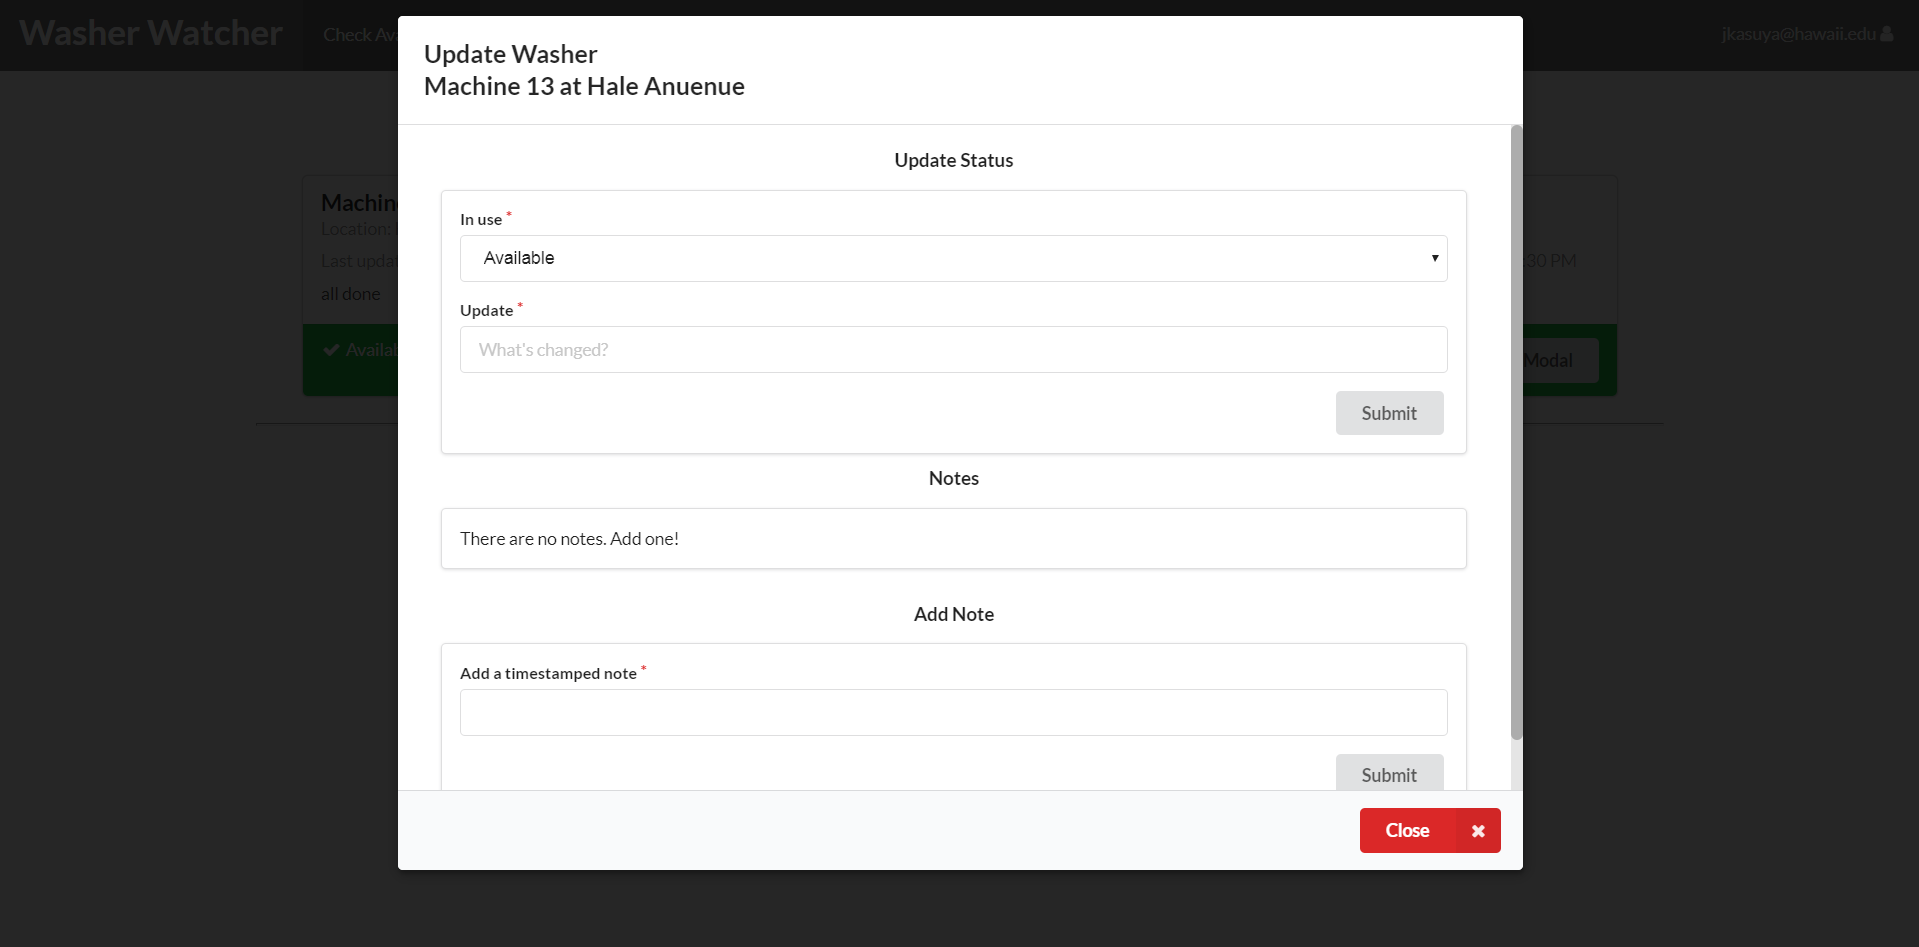 Washer Watcher
Check Av
jkasuya@hawaii.edu
Update Washer
Machine 13 at Hale Anuenue
Update Status
In use *
Available
Update *
What's changed?
Submit
Notes
There are no notes. Add one!
Add Note
Add a timestamped note *
Submit
Close
Machin
Location:
Last upda
:30 PM
all done
Availab
Modal